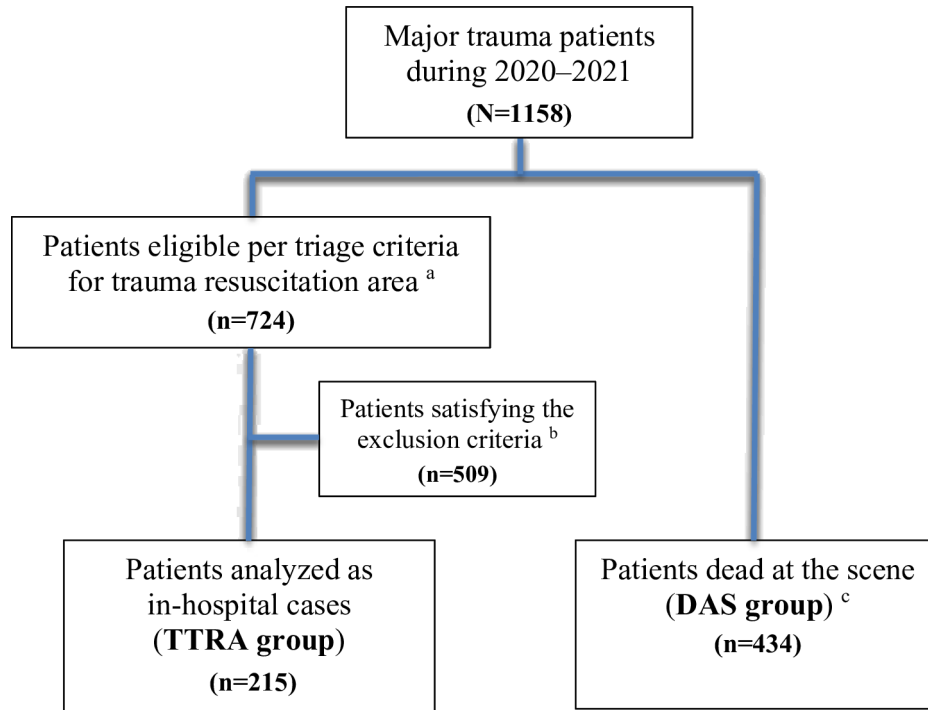 Major trauma patients
during 2020–2021
(N=1158)
Patients eligible per triage criteria
for trauma resuscitation area a
(n=724)
Patients satisfying the
exclusion criteria b
(n=509)
Patients analyzed as
in-hospital cases
(TTRA group)
(n=215)
Patients dead at the scene
(DAS group) c
(n=434)